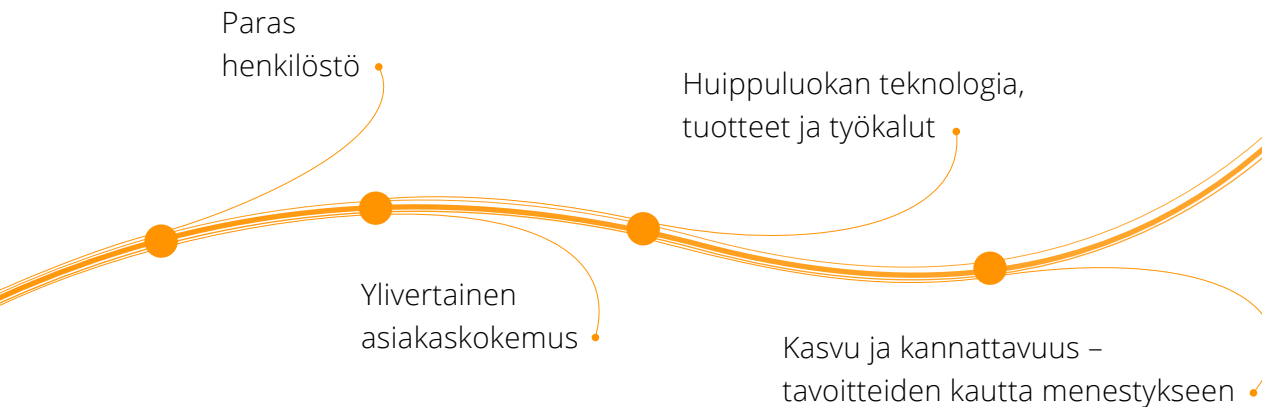 Paras
henkilöstö
Ylivertainen
asiakaskokemus
Huippuluokan teknologia,
tuotteet ja työkalut
Kasvu ja kannattavuus –
tavoitteiden kautta menestykseen